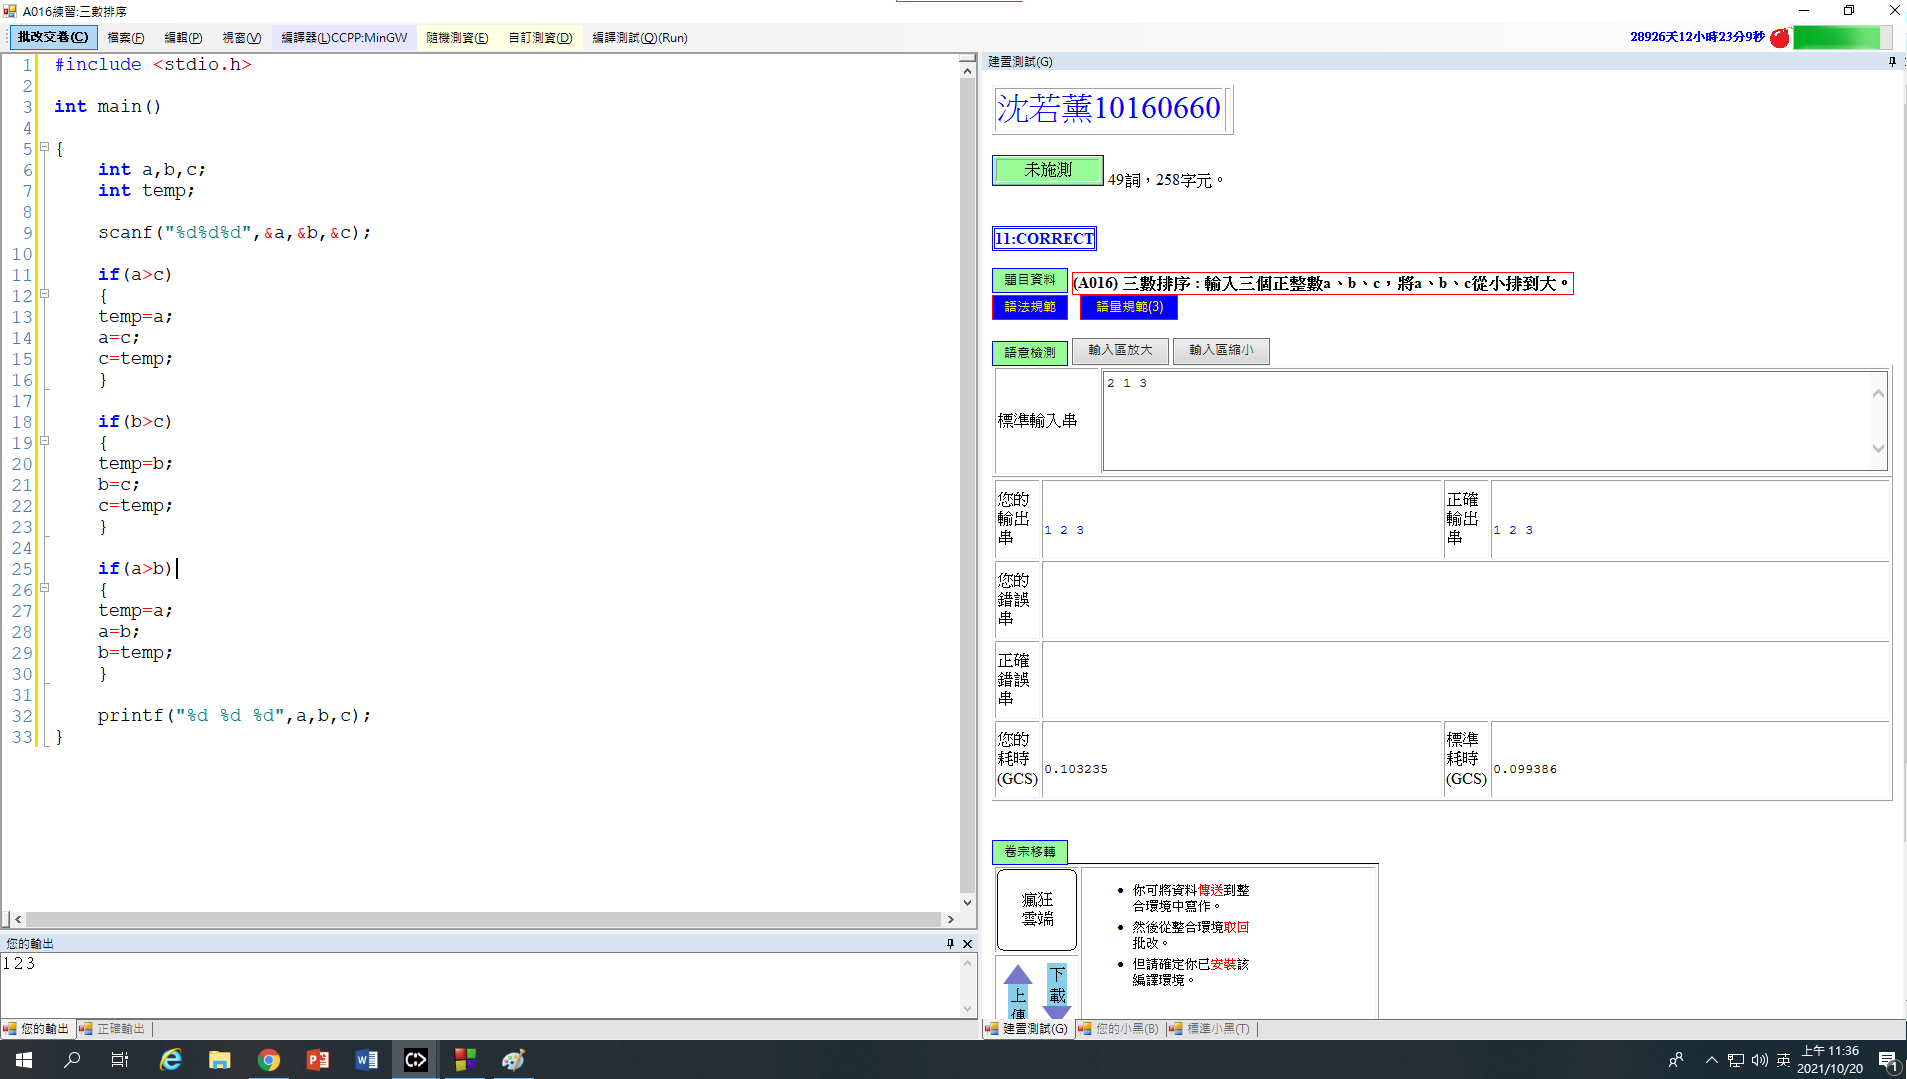 A016練習:三數排序
批改交卷(C) 檔案(F) 編輯(P) 視窗(V) 編譯器(L)CCPP:MinGW 隨機測資(E) 自訂測資(D) 編譯測試(Q)(Run)
28926天12小時23分9秒
1 #include <stdio.h>
2
3 int main()
4
5 {
6 int a,b,c;
7 int temp;
8
9 scanf("%d%d%d",&a,&b,&c);
10
11 if(a>c)
12 {
13 temp=a;
14 a=c;
15 c=temp;
16 }
17
18 if(b>c)
19 {
20 temp=b;
21 b=c;
22 c=temp;
23 }
24
25 if(a>b)
26 {
27 temp=a;
28 a=b;
29 b=temp;
30 }
31
32 printf("%d %d %d",a,b,c);
33 }
您的輸出
1 2 3
您的輸出 正確輸出
建置測試(G)
沈若薰10160660
未施測 49詞,258字元。
11:CORRECT
題目資料 (A016) 三數排序:輸入三個正整數a、b、c,將a、b、c從小排到大。
語法規範 語量規範(3)
語意檢測 輸入區放大 輸入區縮小
標準輸入串
2 1 3
您的輸出串
1 2 3
正確輸出串
1 2 3
您的錯誤串
正確錯誤串
您的耗時(GCS)
0.103235
標準耗時(GCS)
0.099386
卷宗移轉
瘋狂
雲端
上傳
下載
你可將資料傳送到整
合環境中寫作。
然後從整合環境取回
批改。
但請確定你已安裝該
編譯環境。
建置測試(G) 您的小黑(B) 標準小黑(T)
英
上午 11:36
2021/10/20
1